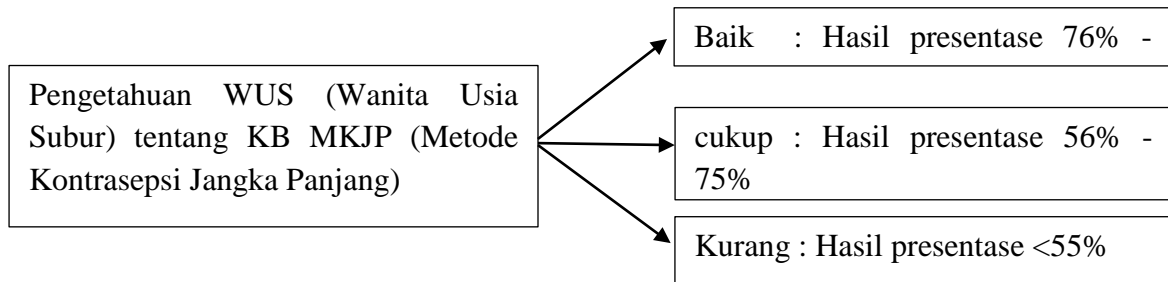 Pengetahuan WUS (Wanita Usia
Subur) tentang KB MKJP (Metode
Kontrasepsi Jangka Panjang)
Baik : Hasil presentase 76% -
cukup : Hasil presentase 56% -
75%
Kurang : Hasil presentase <55%